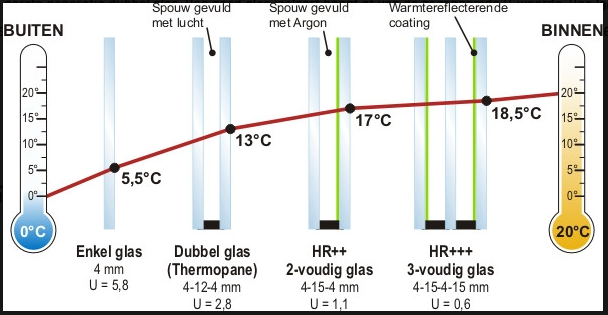 Spouw gevuld
met lucht
Spouw gevuld
met Argon
Warmtereflecterende
coating
BUITEN
BINNEN
20°
15°
10°
5°
0°
0°C
5,5°C
13°C
17°C
18,5°C
20°
15°
10°
5°
0°
20°C
Enkel glas
4 mm
U = 5,8
Dubbel glas
(Thermopane)
4-12-4 mm
U = 2,8
HR++
2-voudig glas
4-15-4 mm
U = 1,1
HR+++
3-voudig glas
4-15-4-15 mm
U = 0,6